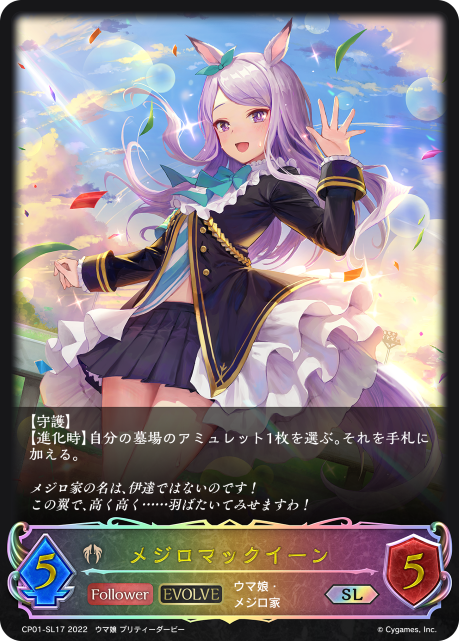 【守護】
【進化時】自分の墓場のアミュレット1枚を選ぶ。それを手札に
加える。
メジロ家の名は、伊達ではないのです！
この翼で、高く高く……羽ばたいてみせますわ！
メジロマックイーン
5
Follower
EVOLVE
ウマ娘・
メジロ家
SL
5
CP01-SL17 2022 ウマ娘 プリティーダービー
© Cygames, Inc.